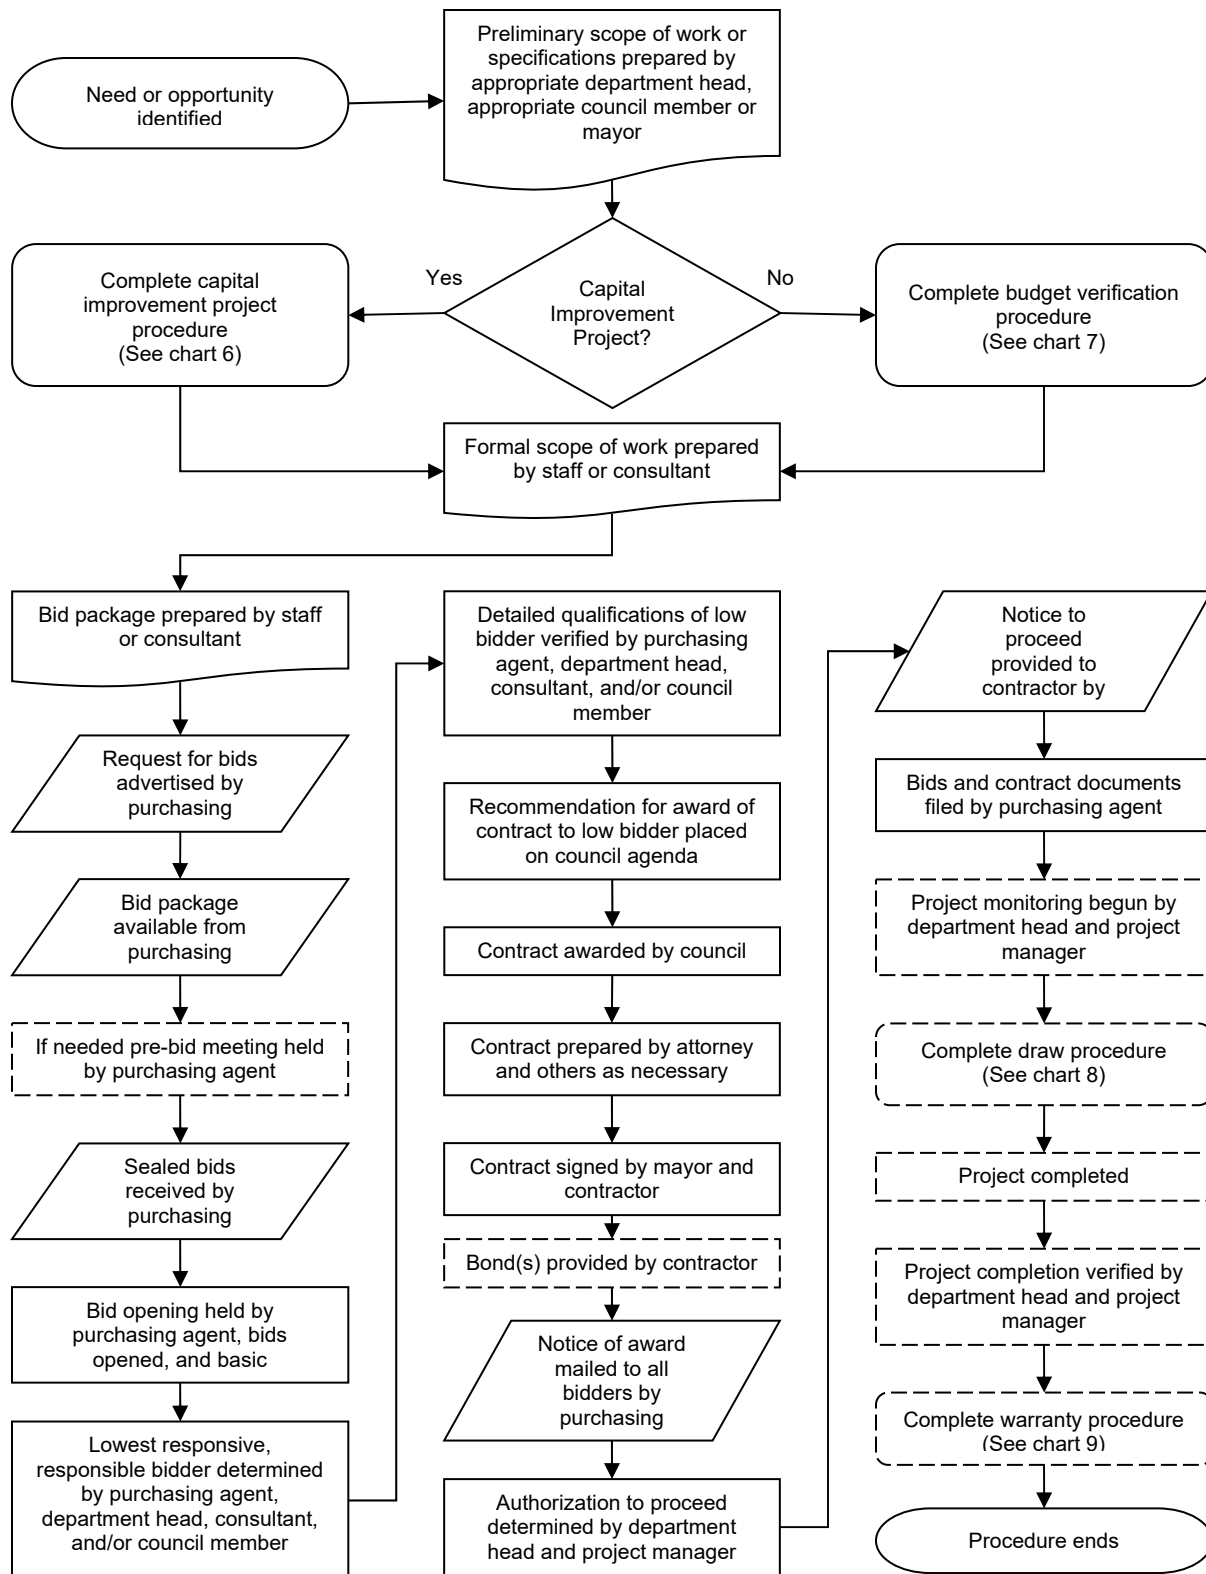 Need or opportunity
identified
Preliminary scope of work or
specifications prepared by
appropriate department head,
appropriate council member or
mayor
Complete capital
improvement project
procedure
(See chart 6)
Yes
Capital
Improvement
Project?
No
Complete budget verification
procedure
(See chart 7)
Formal scope of work prepared
by staff or consultant
Bid package prepared by staff
or consultant
Request for bids
advertised by
purchasing
Bid package
available from
purchasing
If needed pre-bid meeting held
by purchasing agent
Sealed bids
received by
purchasing
Bid opening held by
purchasing agent, bids
opened, and basic
Lowest responsive,
responsible bidder determined
by purchasing agent,
department head, consultant,
and/or council member
Detailed qualifications of low
bidder verified by purchasing
agent, department head,
consultant, and/or council
member
Recommendation for award of
contract to low bidder placed
on council agenda
Contract awarded by council
Contract prepared by attorney
and others as necessary
Contract signed by mayor and
contractor
Bond(s) provided by contractor
Notice of award
mailed to all
bidders by
purchasing
Authorization to proceed
determined by department
head and project manager
Notice to
proceed
provided to
contractor by
Bids and contract documents
filed by purchasing agent
Project monitoring begun by
department head and project
manager
Complete draw procedure
(See chart 8)
Project completed
Project completion verified by
department head and project
manager
Complete warranty procedure
(See chart 9)
Procedure ends